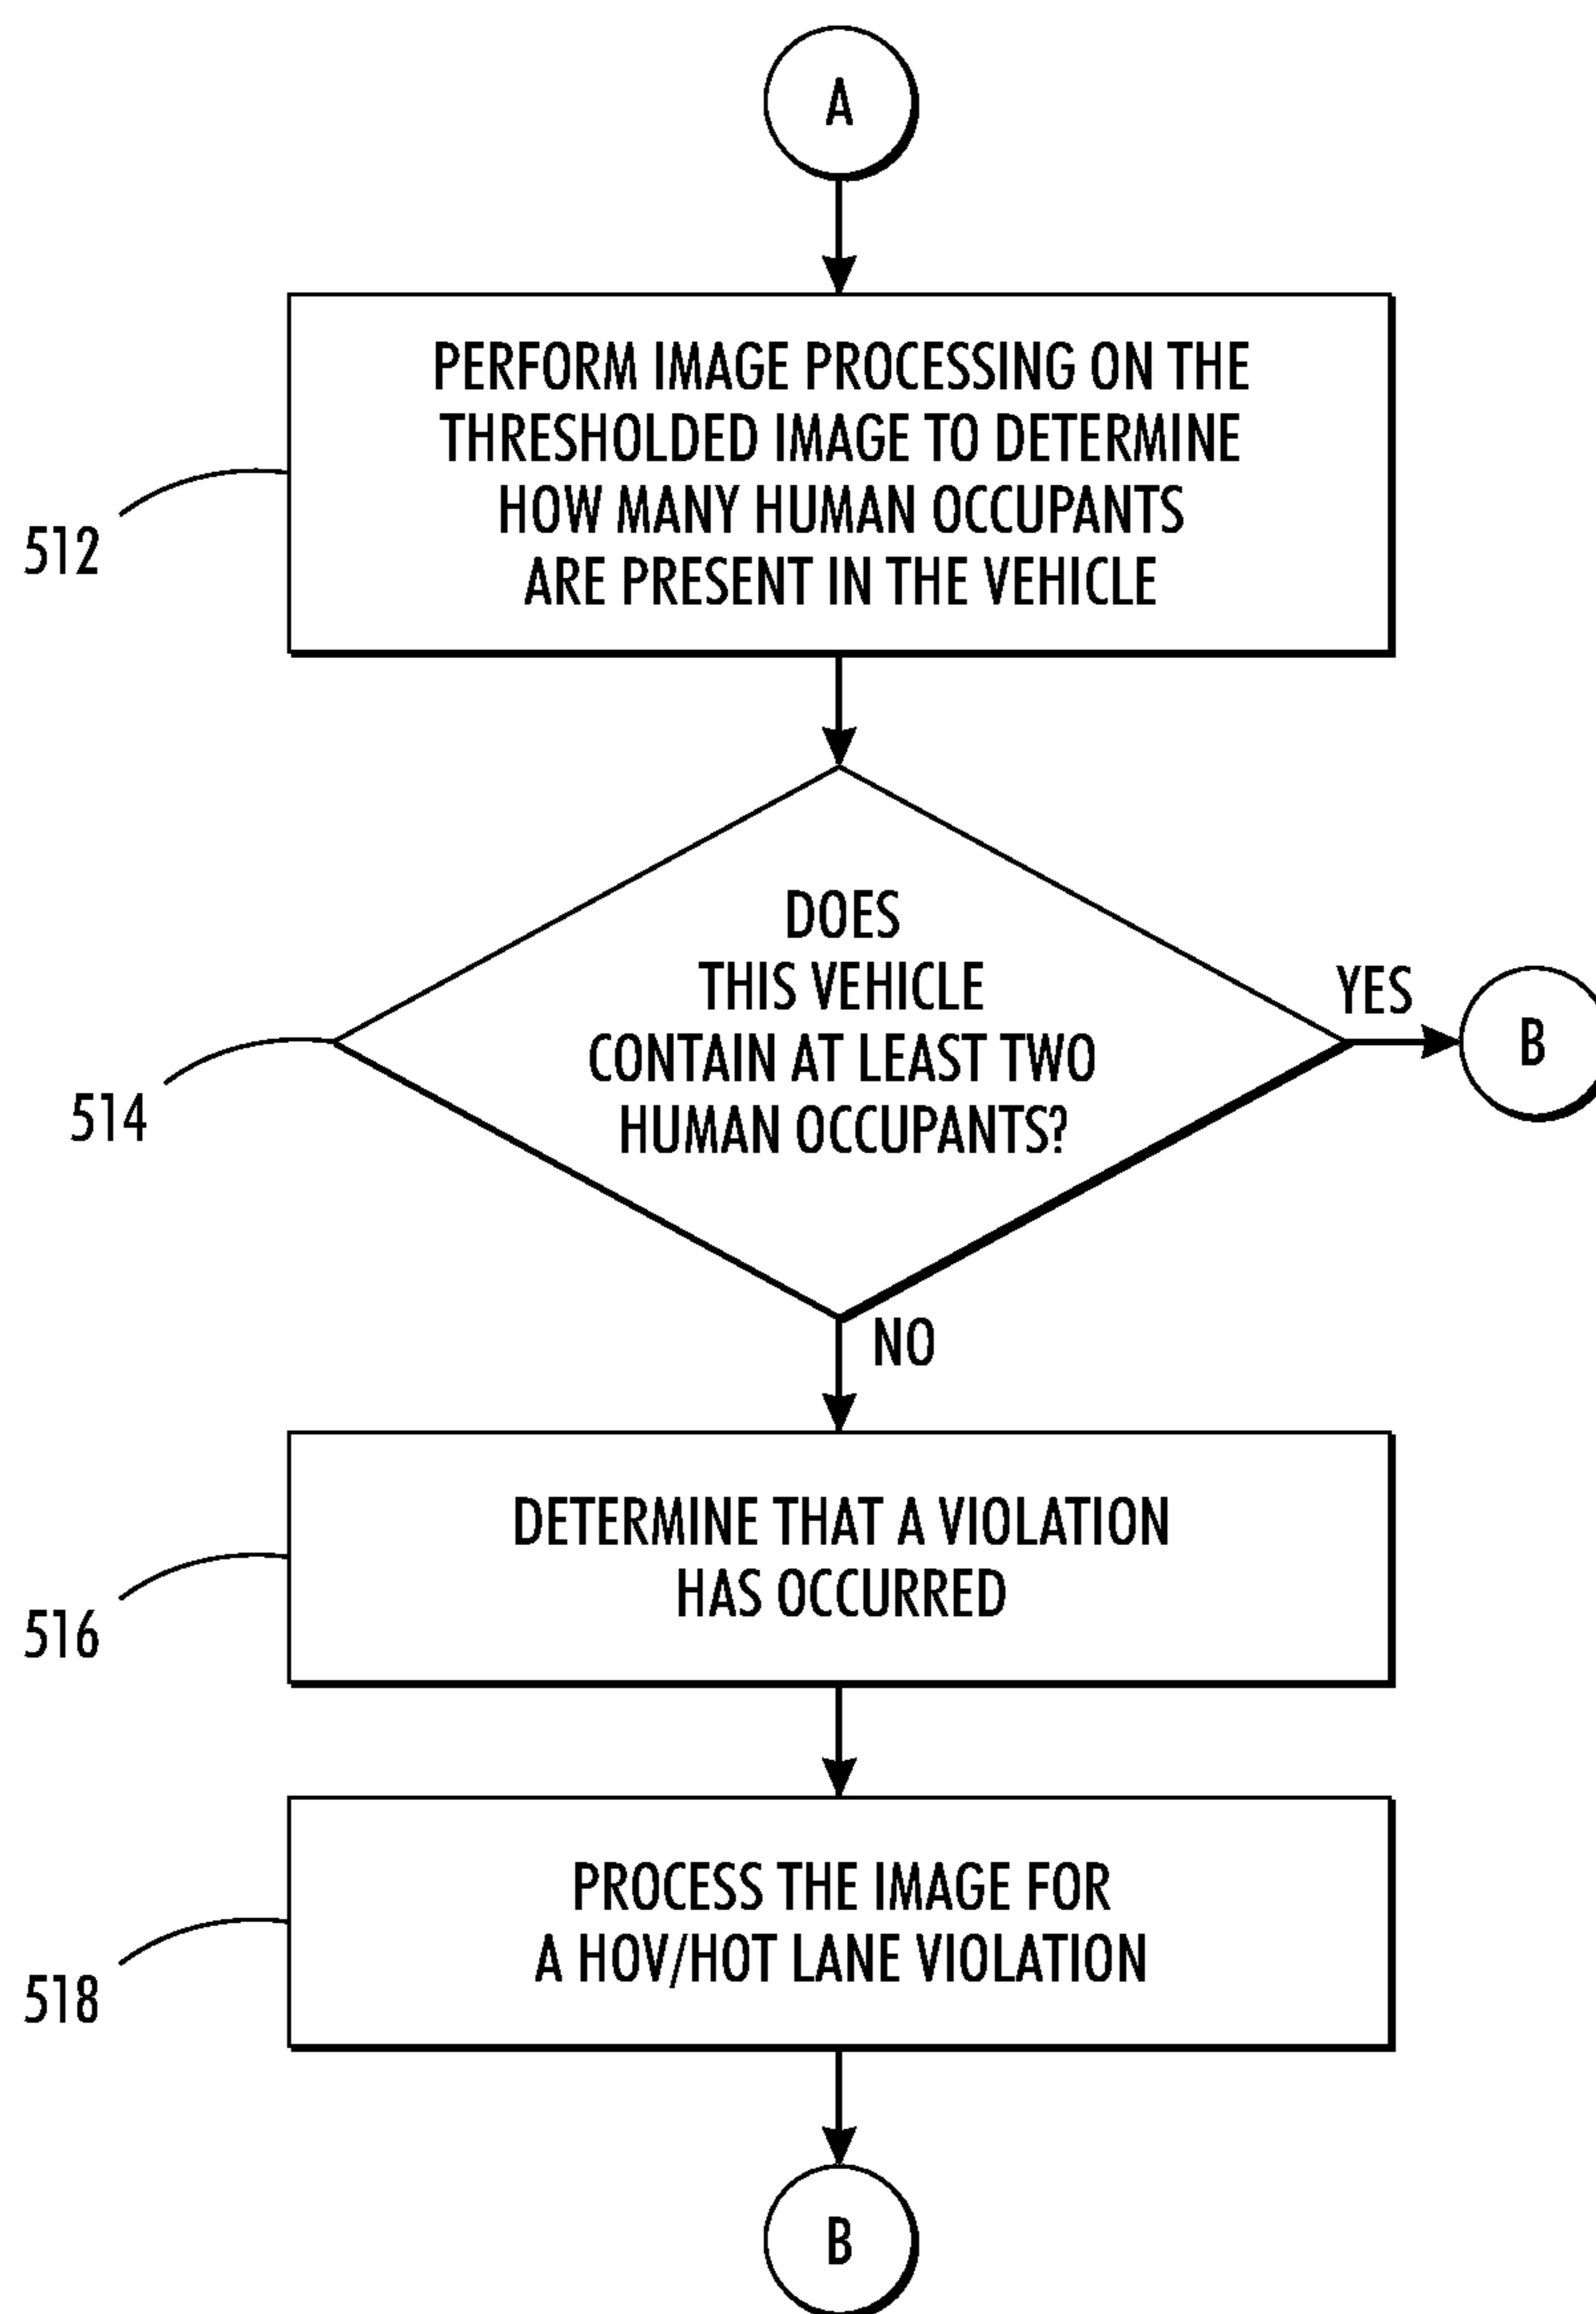 A
PERFORM IMAGE PROCESSING ON THE
THRESHOLDED IMAGE TO DETERMINE
HOW MANY HUMAN OCCUPANTS
ARE PRESENT IN THE VEHICLE
512
DOES
THIS VEHICLE
CONTAIN AT LEAST TWO
HUMAN OCCUPANTS?
514
YES
B
NO
DETERMINE THAT A VIOLATION
HAS OCCURRED
516
PROCESS THE IMAGE FOR
A HOV/HOT LANE VIOLATION
518
B